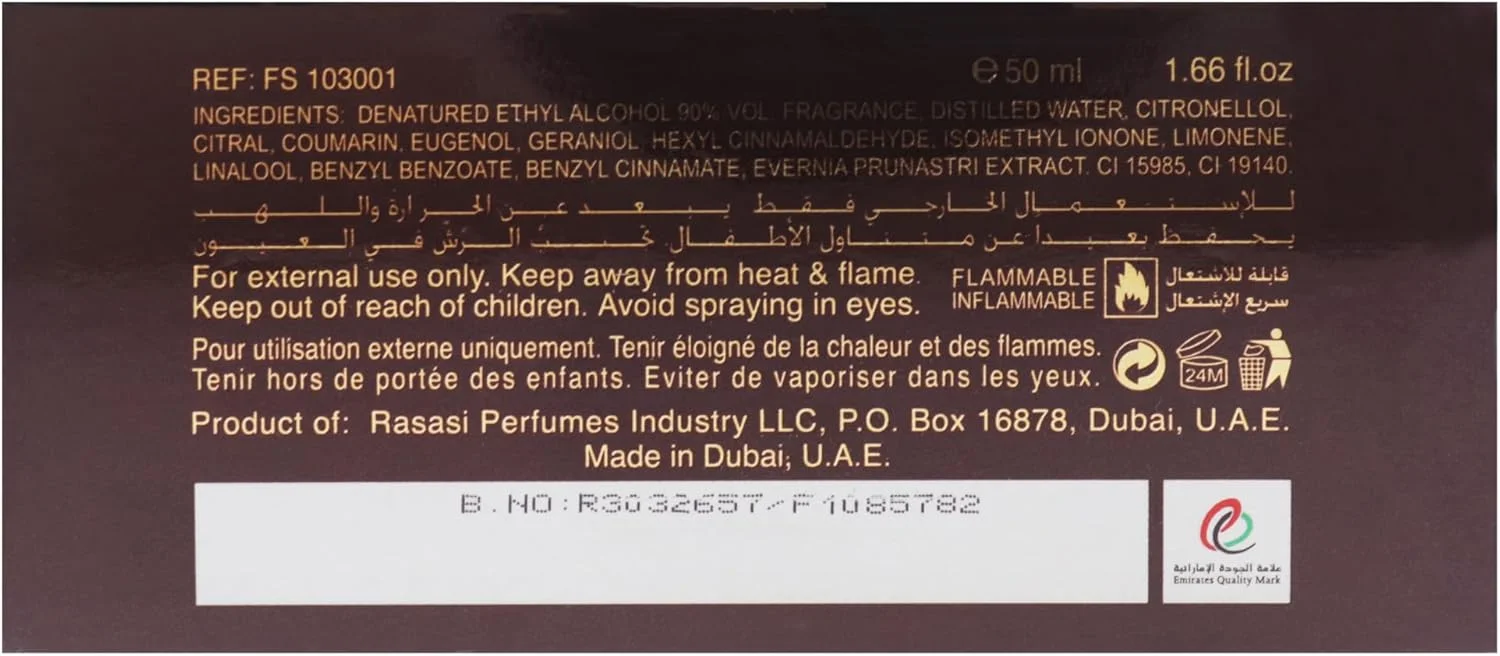 REF: FS 103001
℮ 50 ml 1.66 fl.oz
INGREDIENTS: DENATURED ETHYL ALCOHOL 90% VOL. FRAGRANCE, DISTILLED WATER, CITRONELLOL,
CITRAL, COUMARIN, EUGENOL, GERANIOL, HEXYL CINNAMALDEHYDE, ISOMETHYL IONONE, LIMONENE,
LINALOOL, BENZYL BENZOATE, BENZYL CINNAMATE, EVERNIA PRUNASTRI EXTRACT. CI 15985, CI 19140.
للإستعمال الخارجي فقط يبعد عن الحرارة واللهب
يحفظ بعيدا عن متناول الأطفال تجنب الرش في العيون
For external use only. Keep away from heat & flame.
Keep out of reach of children. Avoid spraying in eyes.
FLAMMABLE قابلة للأشتعال
INFLAMMABLE سريع الإشتعال
Pour utilisation externe uniquement. Tenir éloigné de la chaleur et des flammes.
Tenir hors de portée des enfants. Eviter de vaporiser dans les yeux.
24M
Product of: Rasasi Perfumes Industry LLC, P.O. Box 16878, Dubai, U.A.E.
Made in Dubai, U.A.E.
B.NO:R3032657/F1085782
علامة الجودة الإماراتية
Emirates Quality Mark